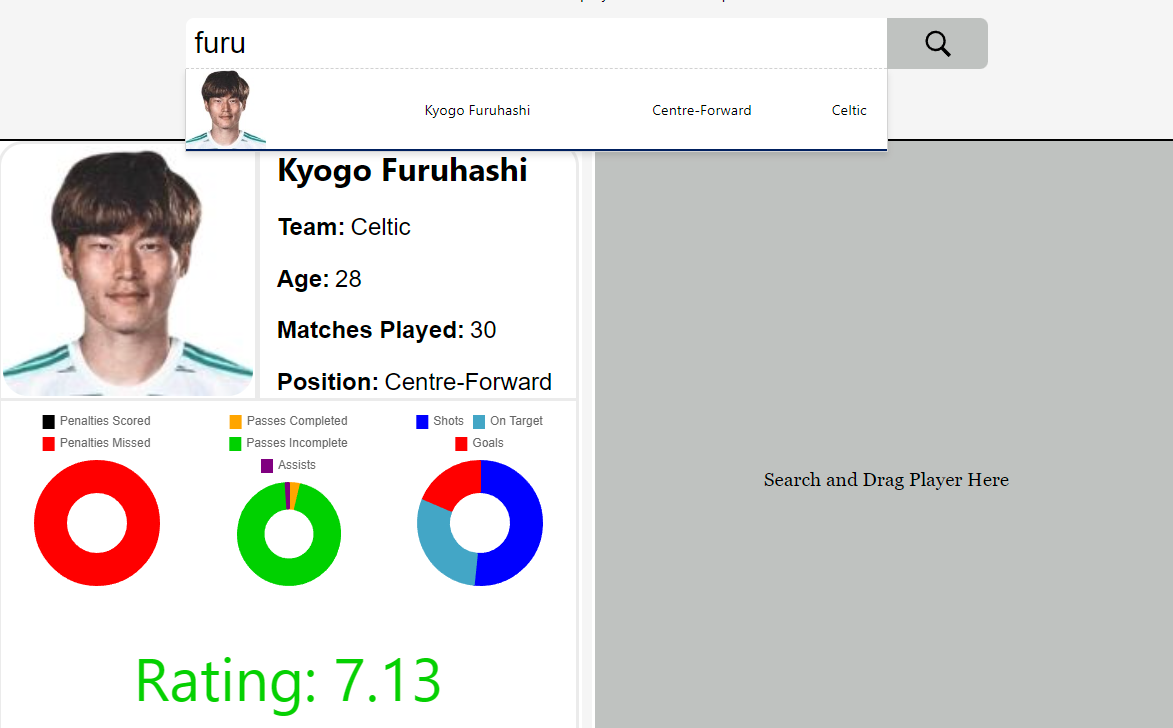 furu
Kyogo Furuhashi Centre-Forward Celtic
Kyogo Furuhashi
Team: Celtic
Age: 28
Matches Played: 30
Position: Centre-Forward
Penalties Scored
Penalties Missed
Passes Completed
Passes Incomplete
Assists
Shots On Target
Goals
Rating: 7.13
Search and Drag Player Here